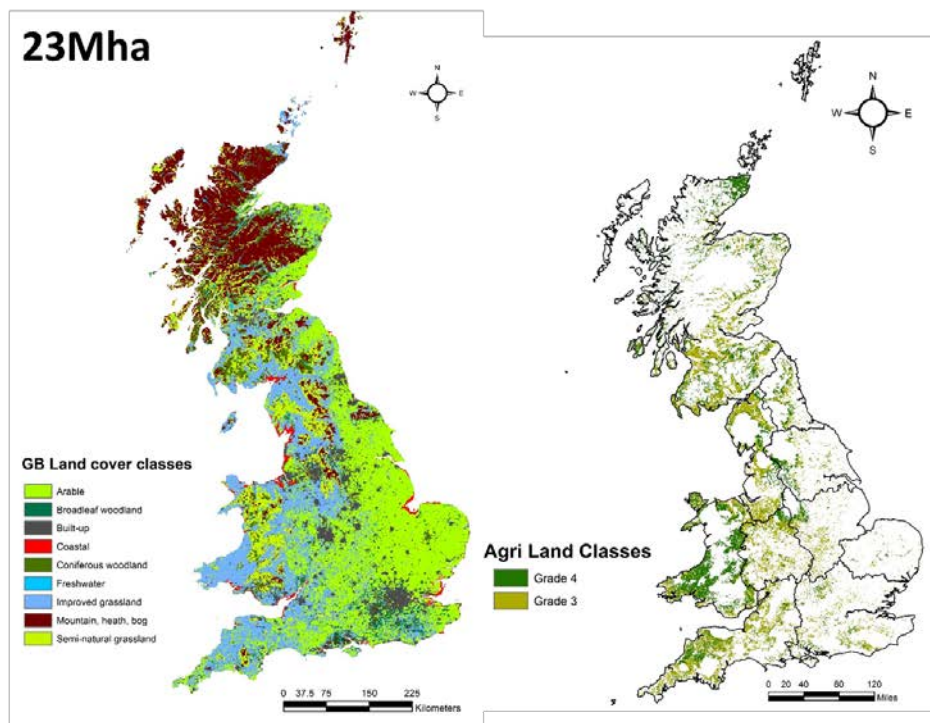 23Mha
N
W E
S
GB Land cover classes
Arable
Broadleaf woodland
Built-up
Coastal
Coniferous woodland
Freshwater
Improved grassland
Mountain, heath, bog
Semi-natural grassland
0 37.5 75 150 225
Kilometers
N
W E
S
Agri Land Classes
Grade 4
Grade 3
0 20 40 80 120
Miles